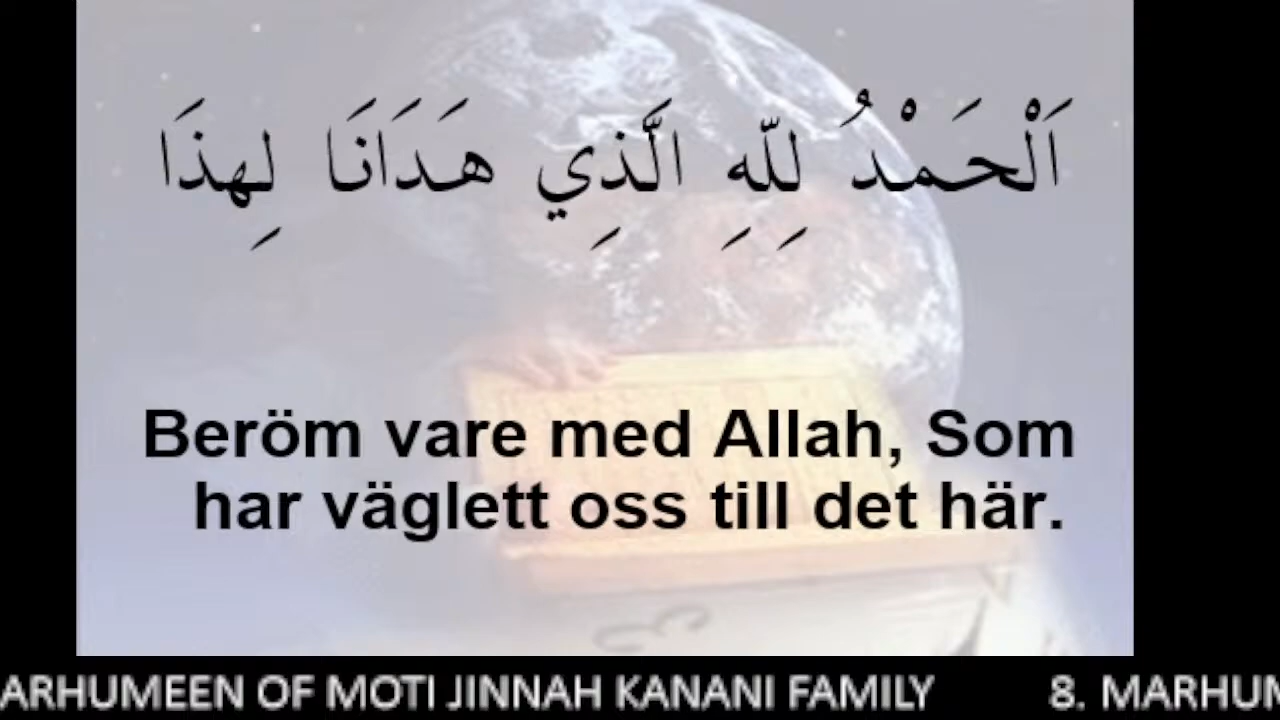 اَلْحَمْدُ لِلّهِ الَّذِي هَدَانَا لِهذَا
Beröm vare med Allah, Som
har väglett oss till det här.
ARHUMEEN OF MOTI JINNAH KANANI FAMILY 8. MARHUM